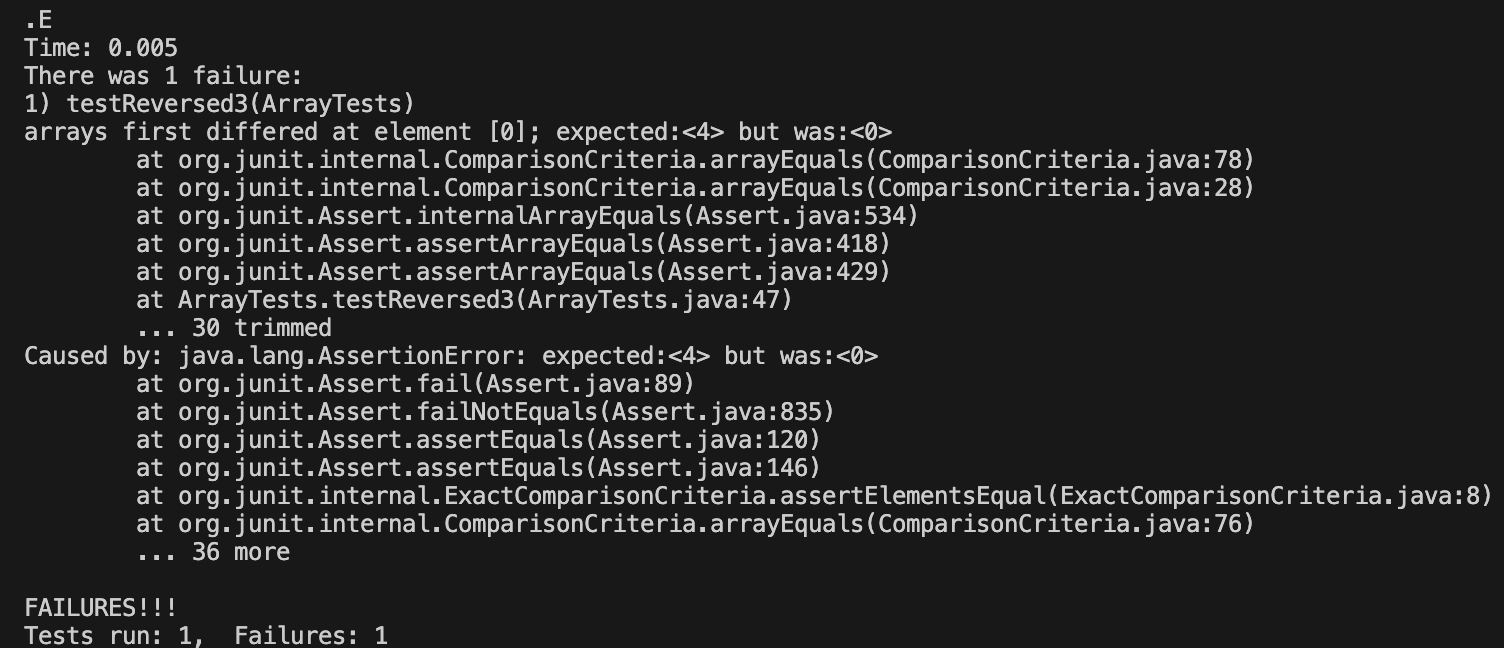 .E
Time: 0.005
There was 1 failure:
1) testReversed3(ArrayTests)
arrays first differed at element [0]; expected:<4> but was:<0>
        at org.junit.internal.ComparisonCriteria.arrayEquals(ComparisonCriteria.java:78)
        at org.junit.internal.ComparisonCriteria.arrayEquals(ComparisonCriteria.java:28)
        at org.junit.Assert.internalArrayEquals(Assert.java:534)
        at org.junit.Assert.assertArrayEquals(Assert.java:418)
        at org.junit.Assert.assertArrayEquals(Assert.java:429)
        at ArrayTests.testReversed3(ArrayTests.java:47)
        ... 30 trimmed
Caused by: java.lang.AssertionError: expected:<4> but was:<0>
        at org.junit.Assert.fail(Assert.java:89)
        at org.junit.Assert.failNotEquals(Assert.java:835)
        at org.junit.Assert.assertEquals(Assert.java:120)
        at org.junit.Assert.assertEquals(Assert.java:146)
        at org.junit.internal.ExactComparisonCriteria.assertElementsEqual(ExactComparisonCriteria.java:8)
        at org.junit.internal.ComparisonCriteria.arrayEquals(ComparisonCriteria.java:76)
        ... 36 more

FAILURES!!!
Tests run: 1,  Failures: 1